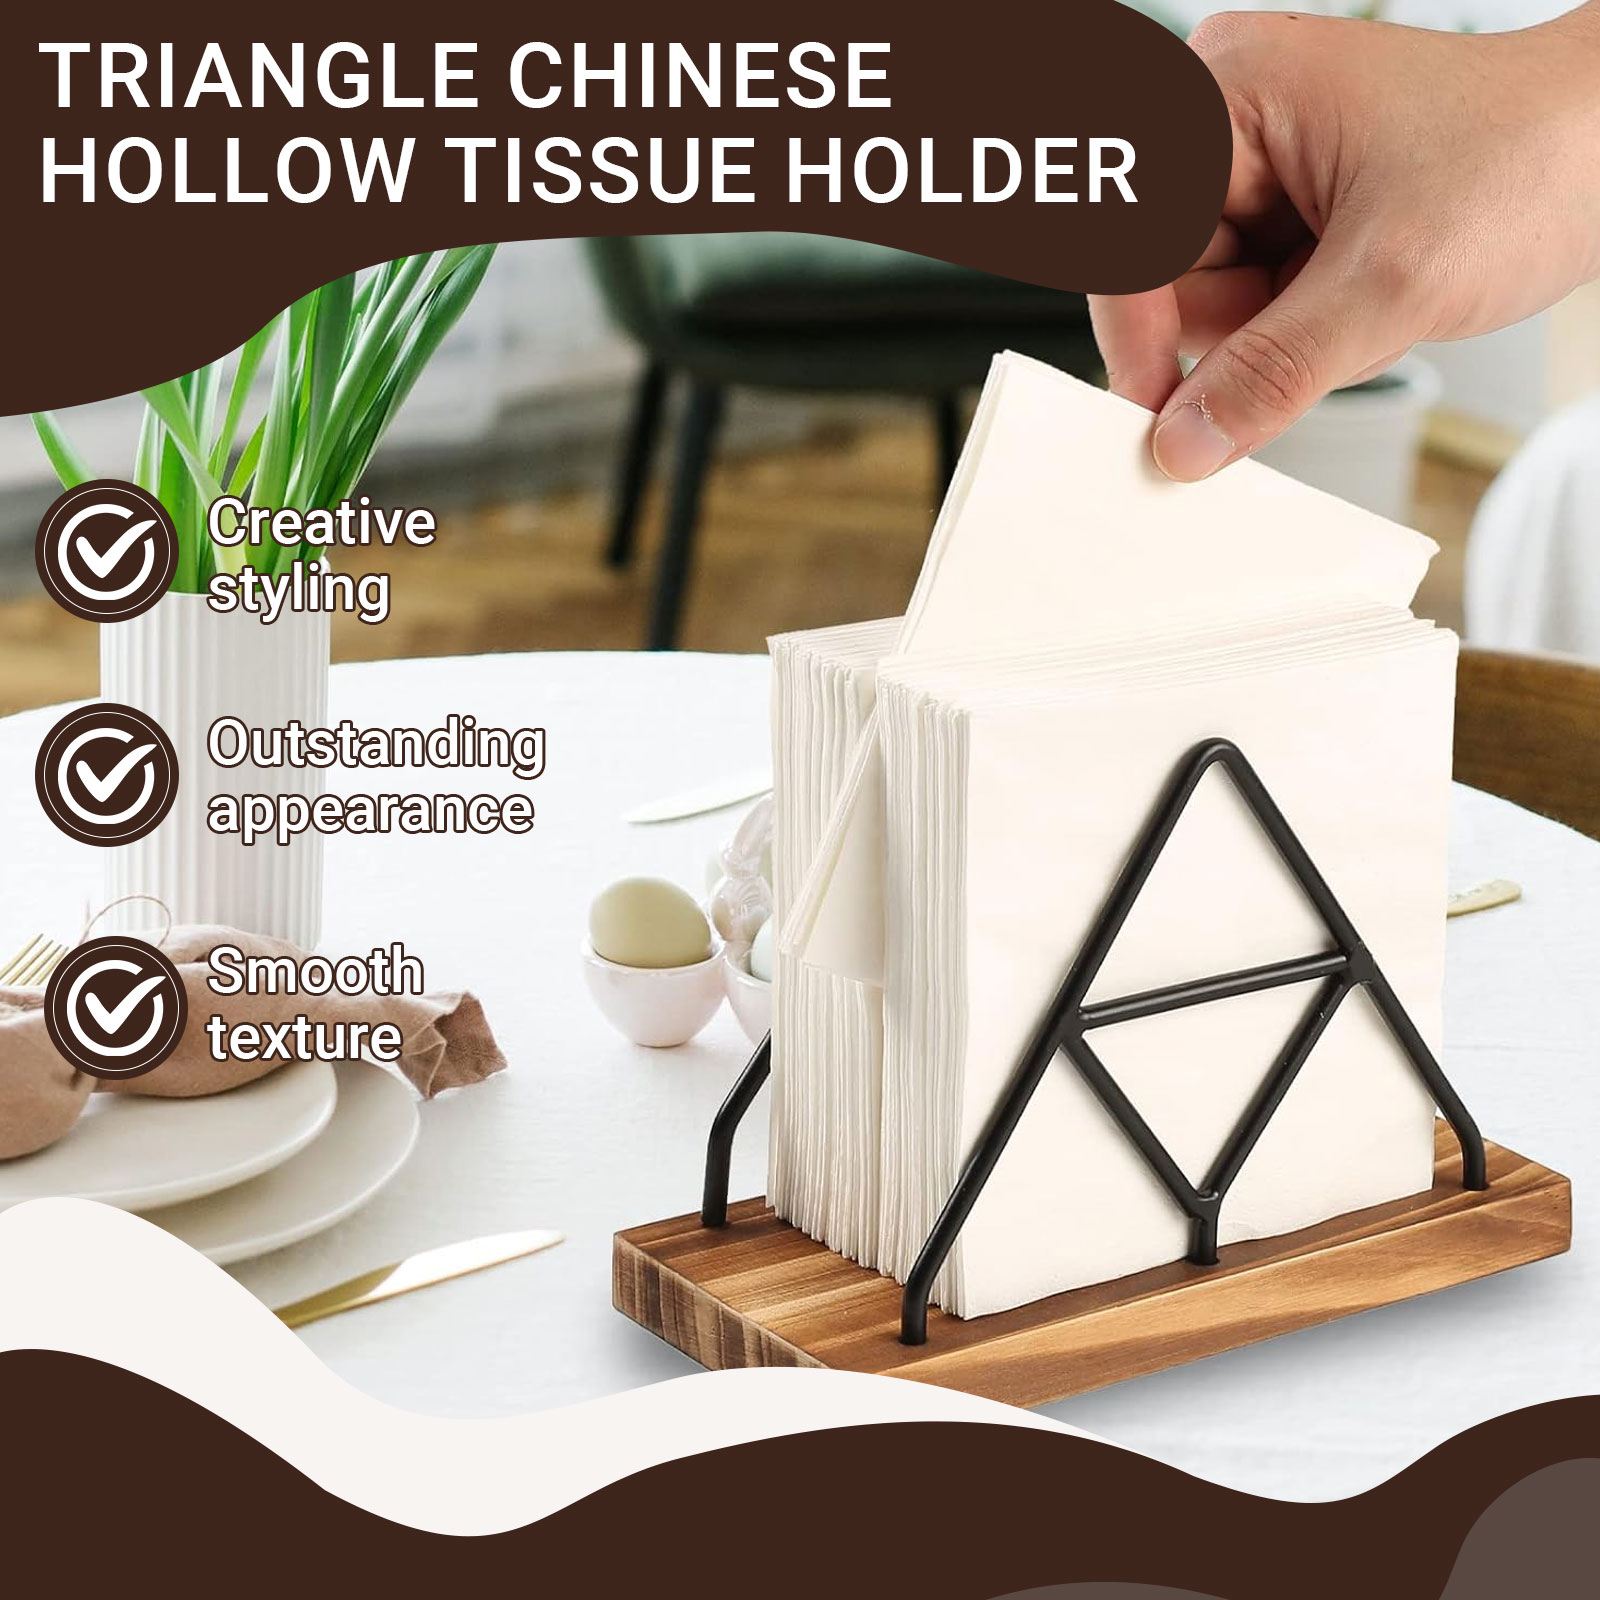 TRIANGLE CHINESE
HOLLOW TISSUE HOLDER
Creative
styling
Outstanding
appearance
Smooth
texture